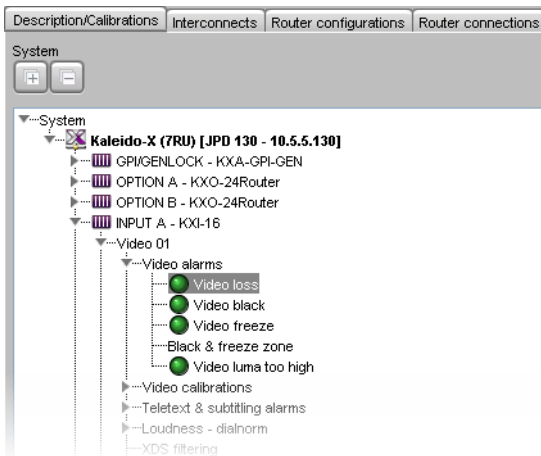 Description/Calibrations Interconnects Router configurations Router connections
System
System
Kaleido-X (7RU) [JPD 130 - 10.5.5.130]
GPI/GENLOCK - KXA-GPI-GEN
OPTION A - KXO-24Router
OPTION B - KXO-24Router
INPUT A - KXI-16
Video 01
Video alarms
Video loss
Video black
Video freeze
Black & freeze zone
Video luma too high
Video calibrations
Teletext & subtitling alarms
Loudness - dialnorm
XDS filtering